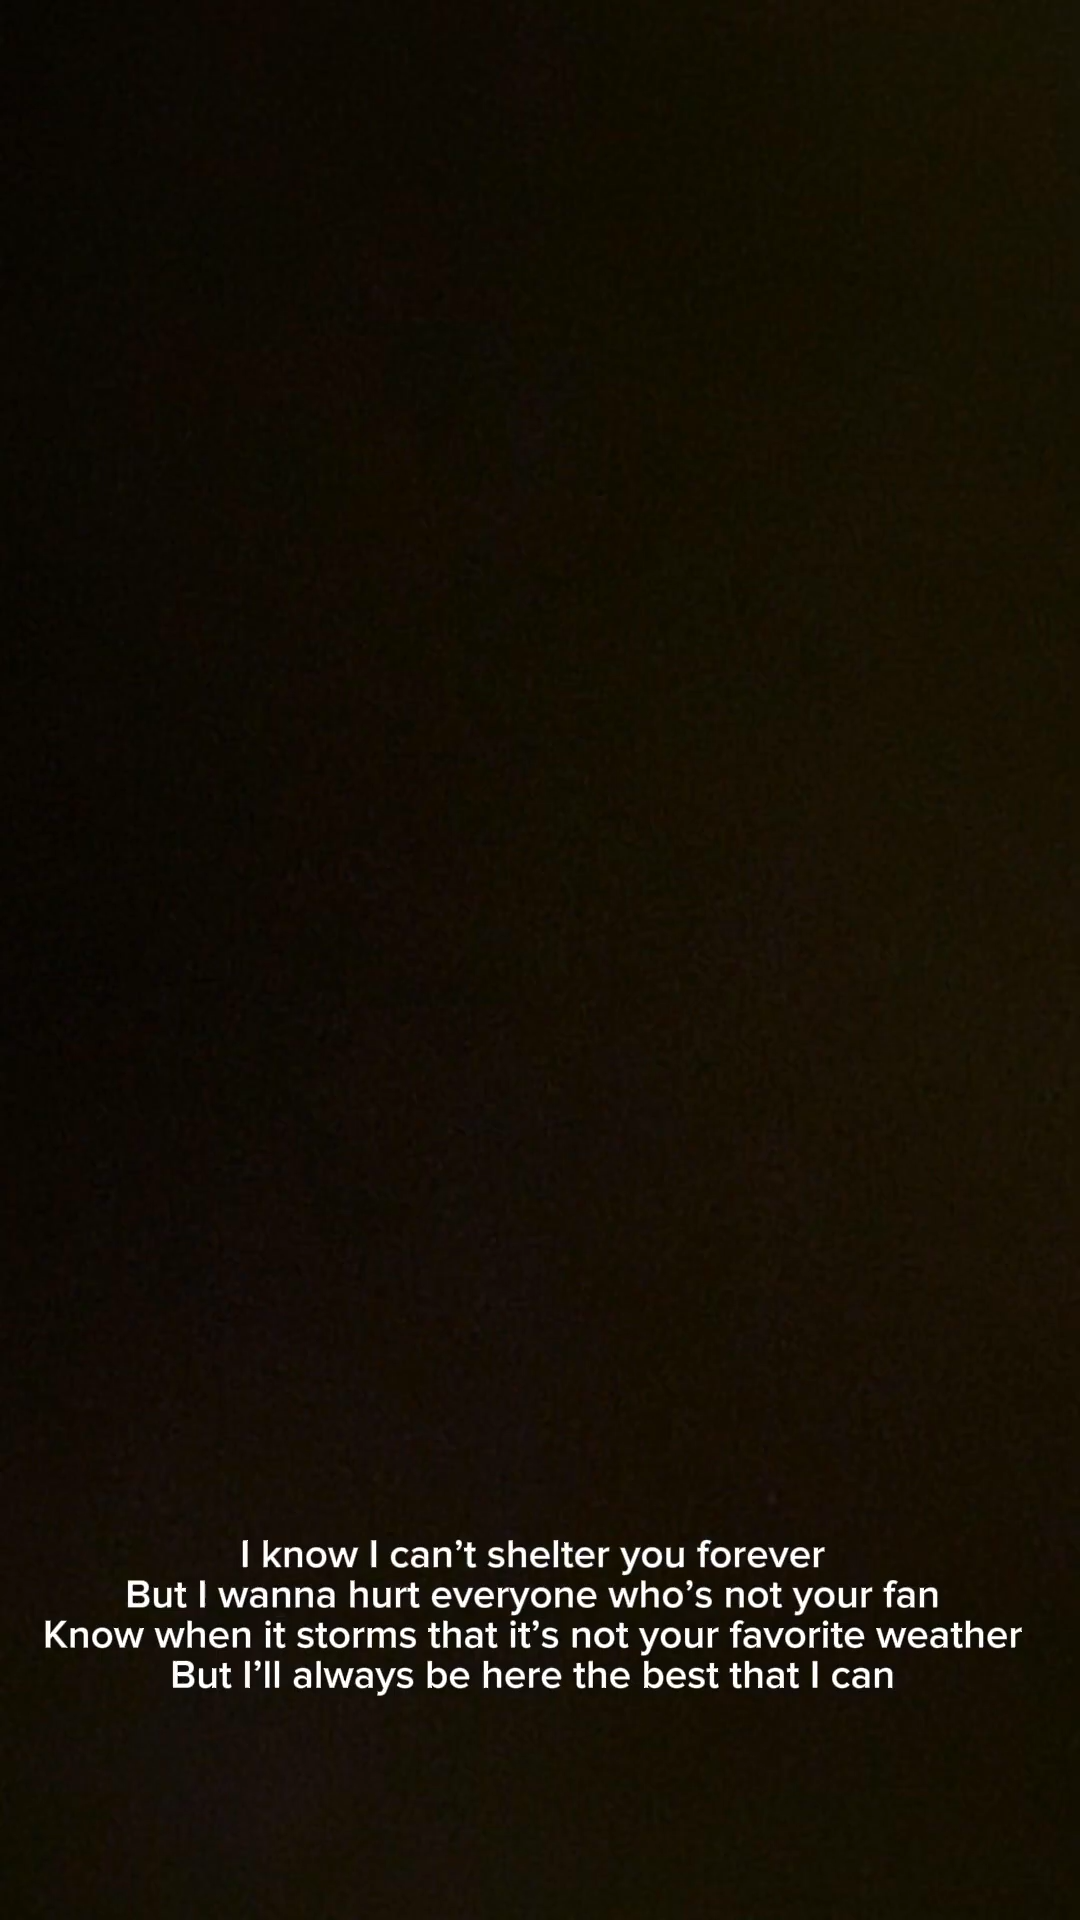 I know I can’t shelter you forever
But I wanna hurt everyone who’s not your fan
Know when it storms that it’s not your favorite weather
But I’ll always be here the best that I can